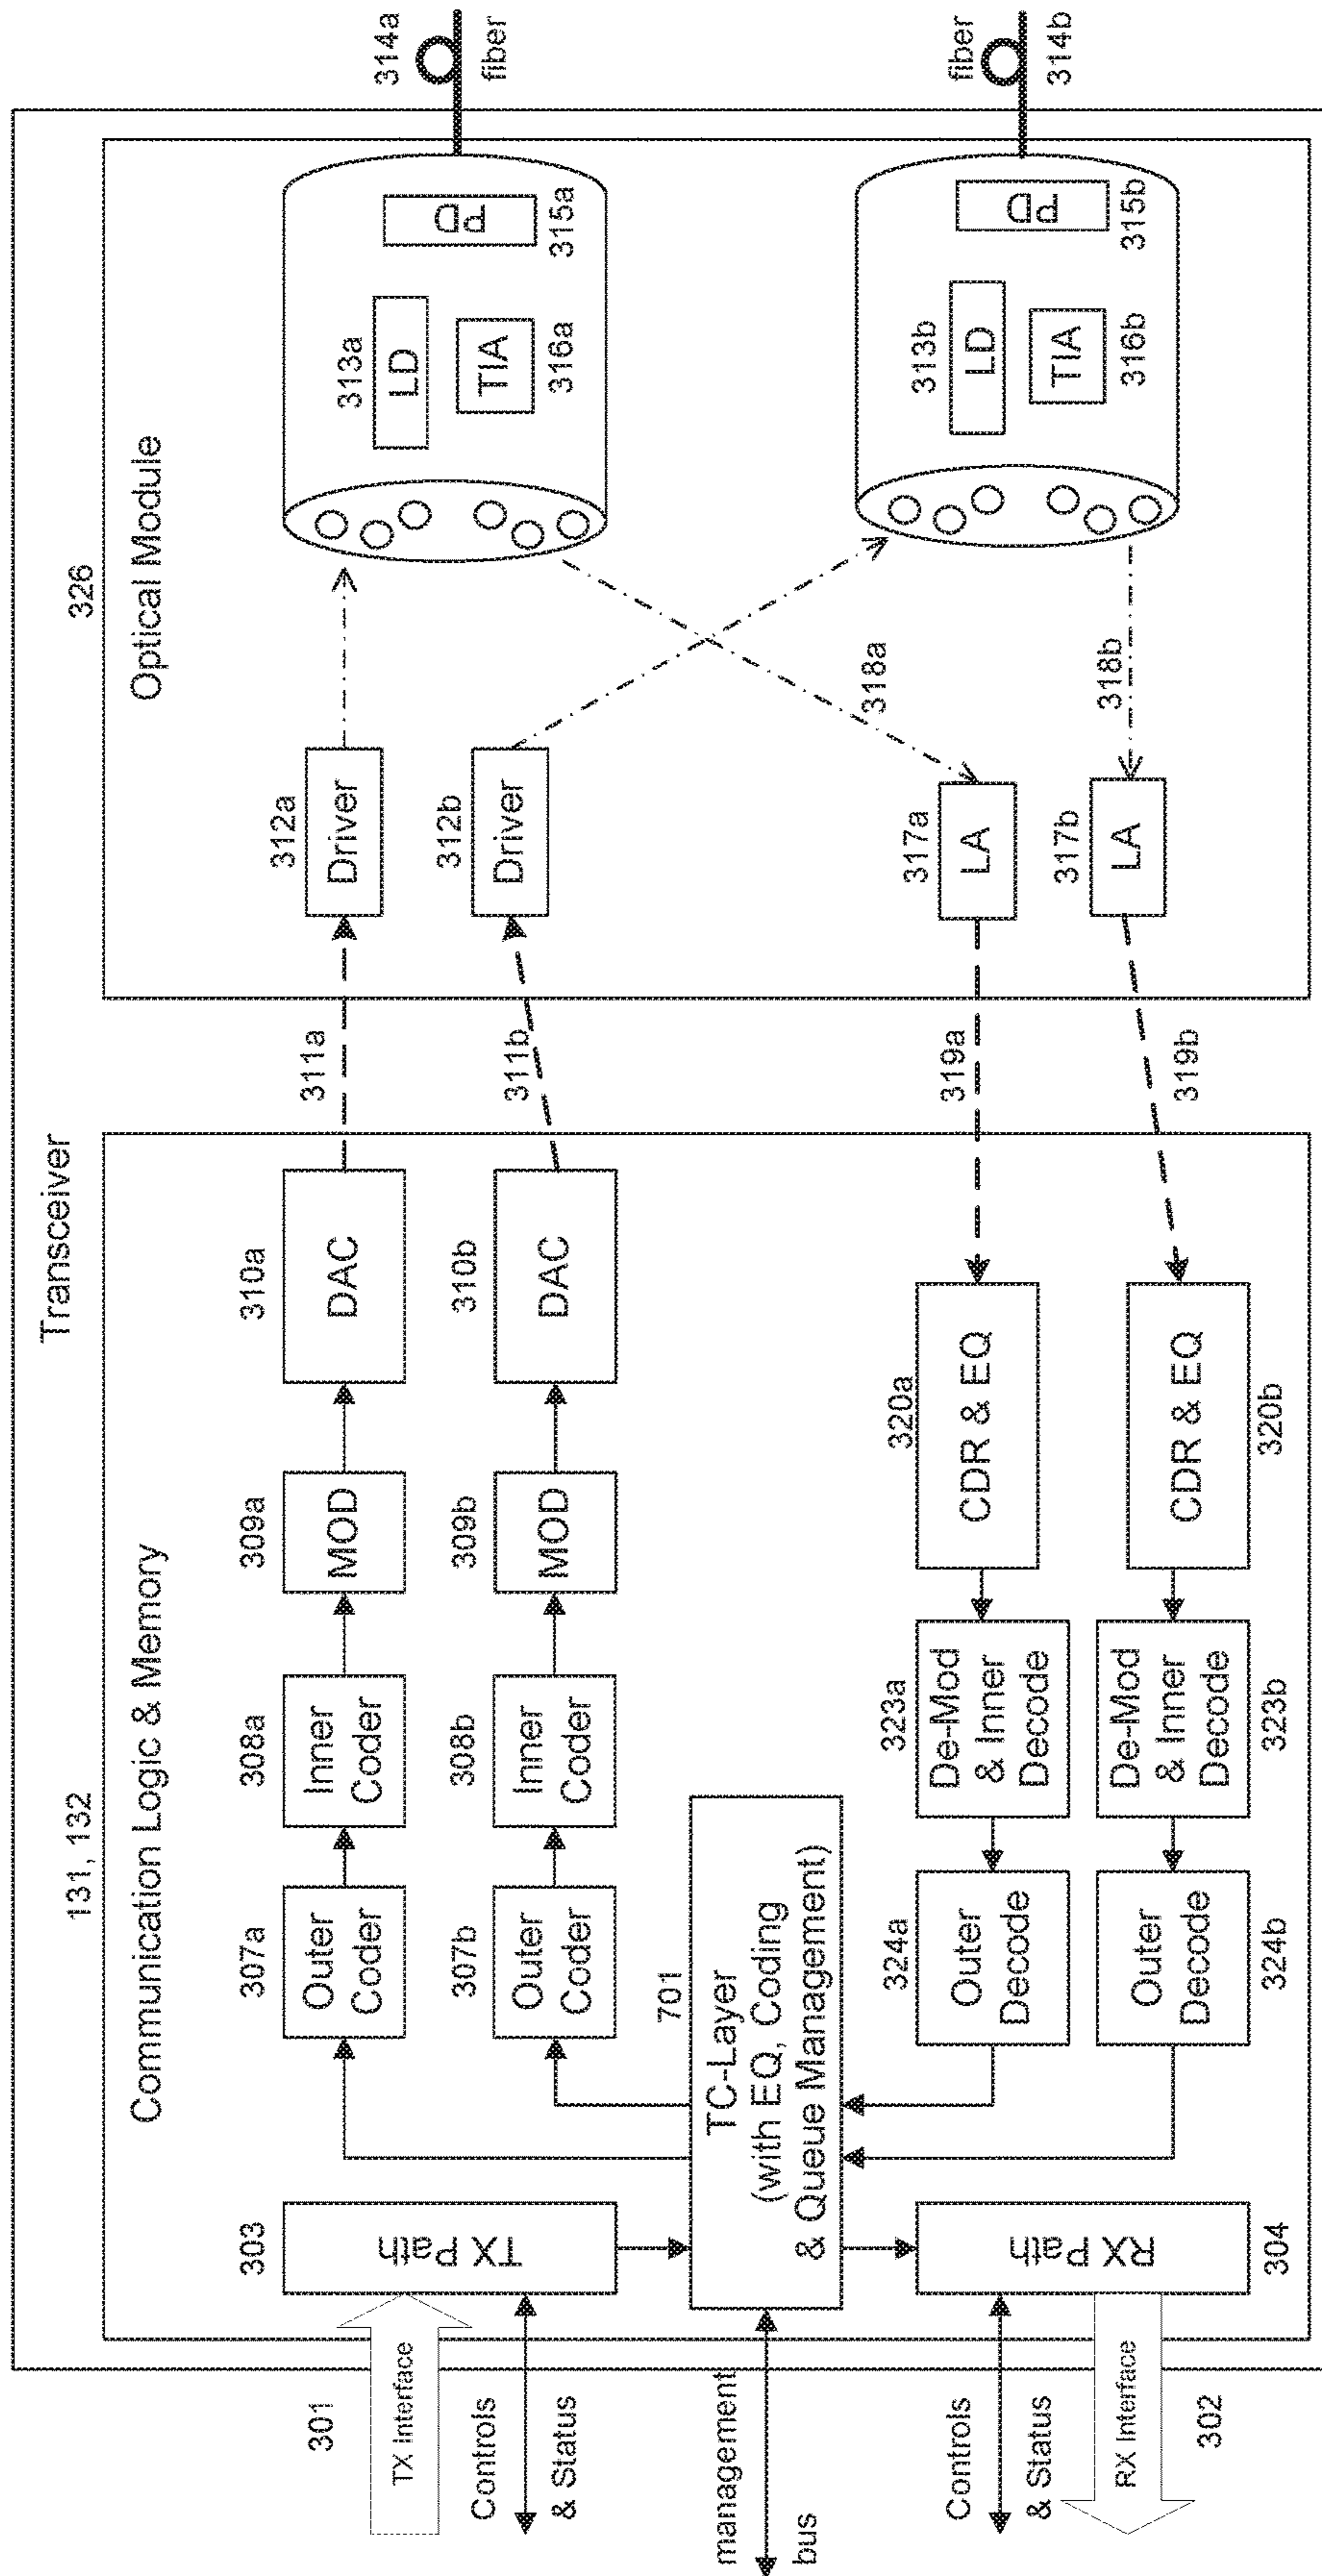 Transceiver
131, 132
Communication Logic & Memory
326
Optical Module
301
TX Interface
Controls
& Status
303
TX Path
307a
Outer
Coder
308a
Inner
Coder
309a
MOD
310a
DAC
311a
312a
Driver
313a
LD
TIA
316a
PD
315a
314a
fiber
307b
Outer
Coder
308b
Inner
Coder
309b
MOD
310b
DAC
311b
312b
Driver
management
bus
701
TC-Layer
(with EQ, Coding
& Queue Management)
Controls
& Status
RX Interface
302
RX Path
304
324a
Outer
Decode
323a
De-Mod
& Inner
Decode
320a
CDR & EQ
319a
317a
LA
318a
313b
LD
TIA
316b
PD
315b
fiber
314b
Outer
Decode
324b
De-Mod
& Inner
Decode
323b
CDR & EQ
320b
319b
317b
LA
318b